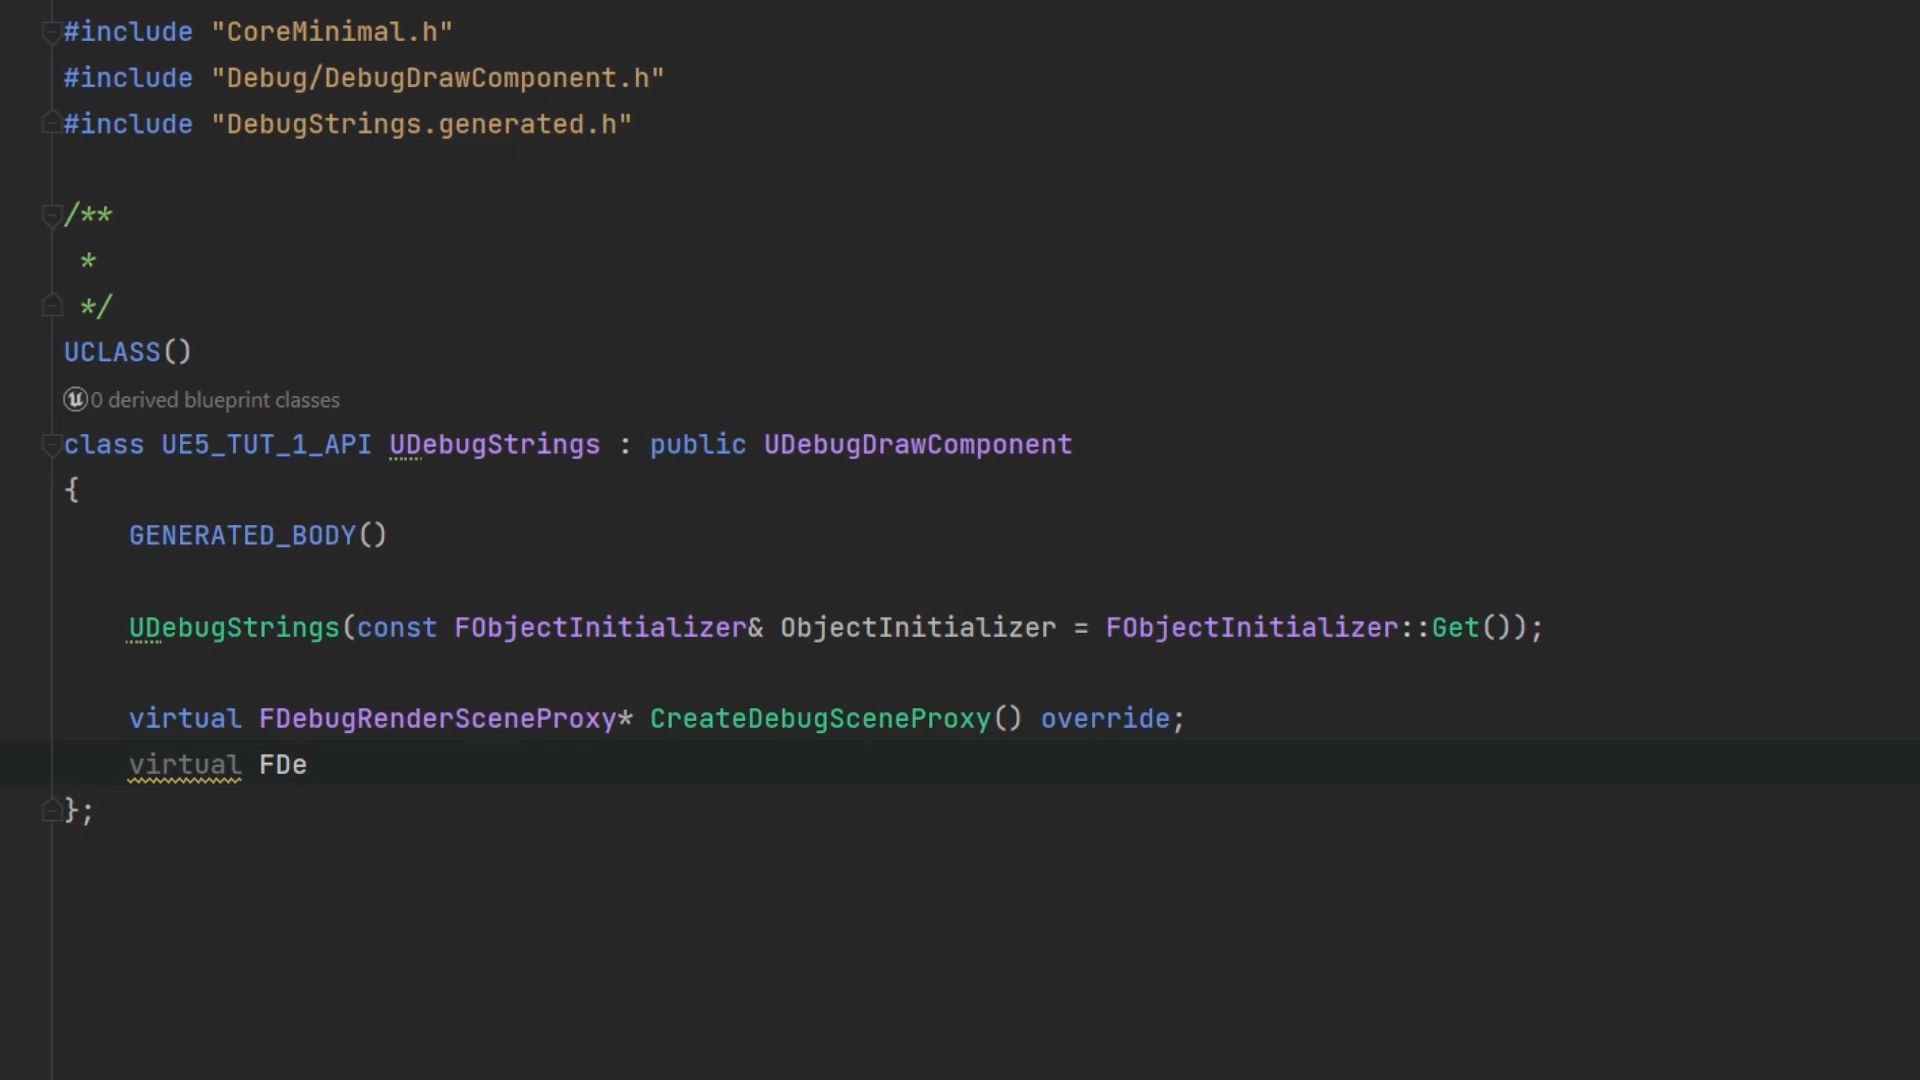 #include "CoreMinimal.h"
#include "Debug/DebugDrawComponent.h"
#include "DebugStrings.generated.h"
/**
*
*/
UCLASS()
0 derived blueprint classes
class UE5_TUT_1_API UDebugStrings : public UDebugDrawComponent
{
GENERATED_BODY()
UDebugStrings(const FObjectInitializer& ObjectInitializer = FObjectInitializer::Get());
virtual FDebugRenderSceneProxy* CreateDebugSceneProxy() override;
virtual FDe
};